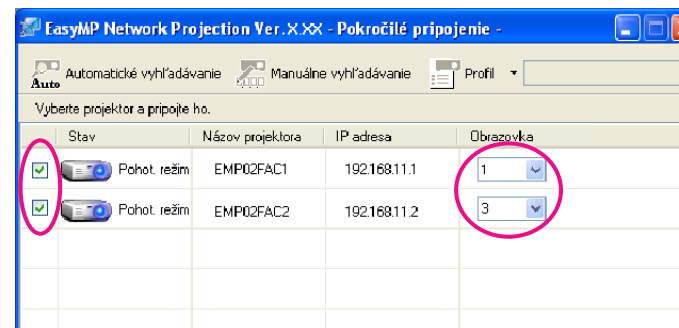 EasyMP Network Projection Ver.X.XX - Pokročilé pripojenie -
Auto Automatické vyhľadávanie Manuálne vyhľadávanie Profil
Vyberte projektor a pripojte ho.
Stav Názov projektora IP adresa Obrazovka
Pohot. režim EMP02FAC1 192.168.11.1 1
Pohot. režim EMP02FAC2 192.168.11.2 3